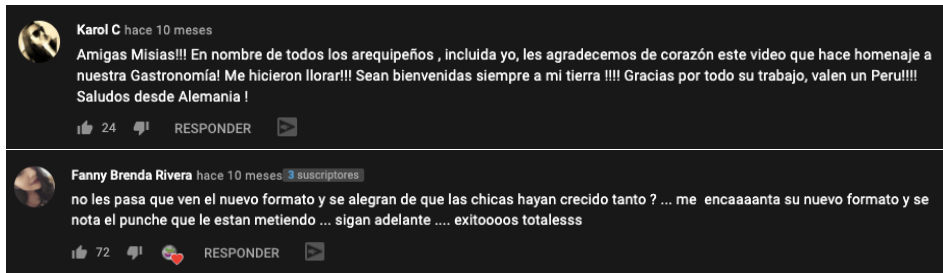 Karol C hace 10 meses
Amigas Misias!!! En nombre de todos los arequipeños , incluida yo, les agradecemos de corazón este video que hace homenaje a
nuestra Gastronomía! Me hicieron llorar!!! Sean bienvenidas siempre a mi tierra !!!! Gracias por todo su trabajo, valen un Peru!!!!
Saludos desde Alemania !
24 RESPONDER
Fanny Brenda Rivera hace 10 meses 3 suscriptores
no les pasa que ven el nuevo formato y se alegran de que las chicas hayan crecido tanto ? ... me encaaaanta su nuevo formato y se
nota el punche que le estan metiendo ... sigan adelante .... exitoooos totalesss
72 RESPONDER